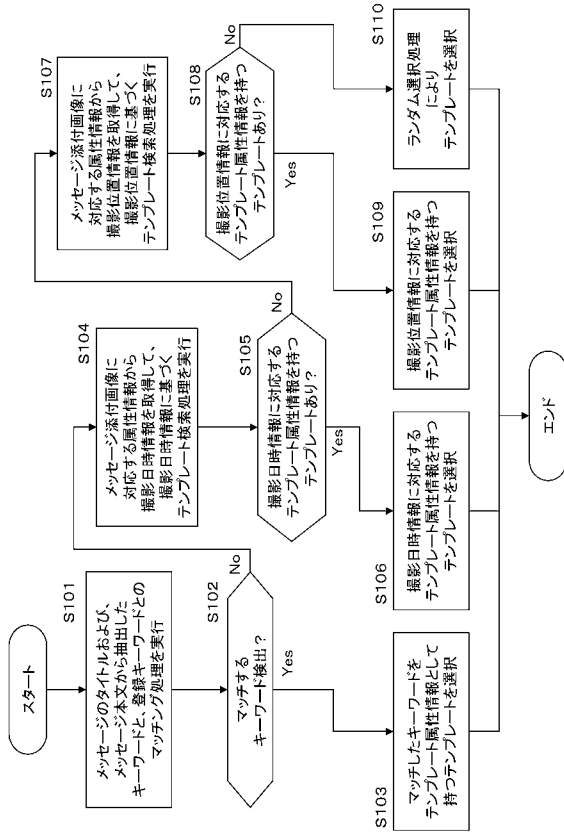 スタート
S101
メッセージのタイトルおよび、
メッセージ本文から抽出した
キーワードと、登録キーワードとの
マッチング処理を実行
S102
マッチする
キーワード検出？
No
Yes
S103
マッチしたキーワードを
テンプレート属性情報として
持つテンプレートを選択
S104
メッセージ添付画像に
対応する属性情報から
撮影日時情報を取得して、
撮影日時情報に基づく
テンプレート検索処理を実行
S105
撮影日時情報に対応する
テンプレート属性情報を持つ
テンプレートあり？
No
Yes
S106
撮影日時情報に対応する
テンプレート属性情報を持つ
テンプレートを選択
S107
メッセージ添付画像に
対応する属性情報から
撮影位置情報を取得して、
撮影位置情報に基づく
テンプレート検索処理を実行
S108
撮影位置情報に対応する
テンプレート属性情報を持つ
テンプレートあり？
No
Yes
S109
撮影位置情報に対応する
テンプレート属性情報を持つ
テンプレートを選択
S110
ランダム選択処理
により
テンプレートを選択
エンド